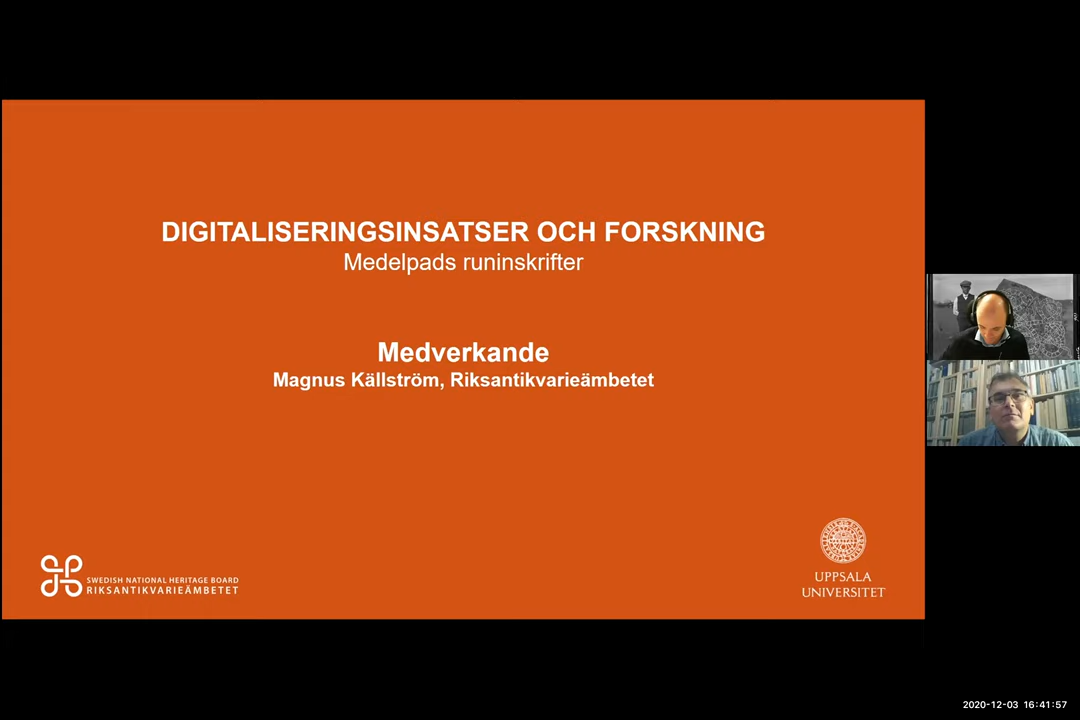 DIGITALISERINGSINSATSER OCH FORSKNING
Medelpads runinskrifter
Medverkande
Magnus Källström, Riksantikvarieämbetet
SWEDISH NATIONAL HERITAGE BOARD
RIKSANTIKVARIEÄMBETET
UPPSALA
UNIVERSITET
2020-12-03 16:41:57